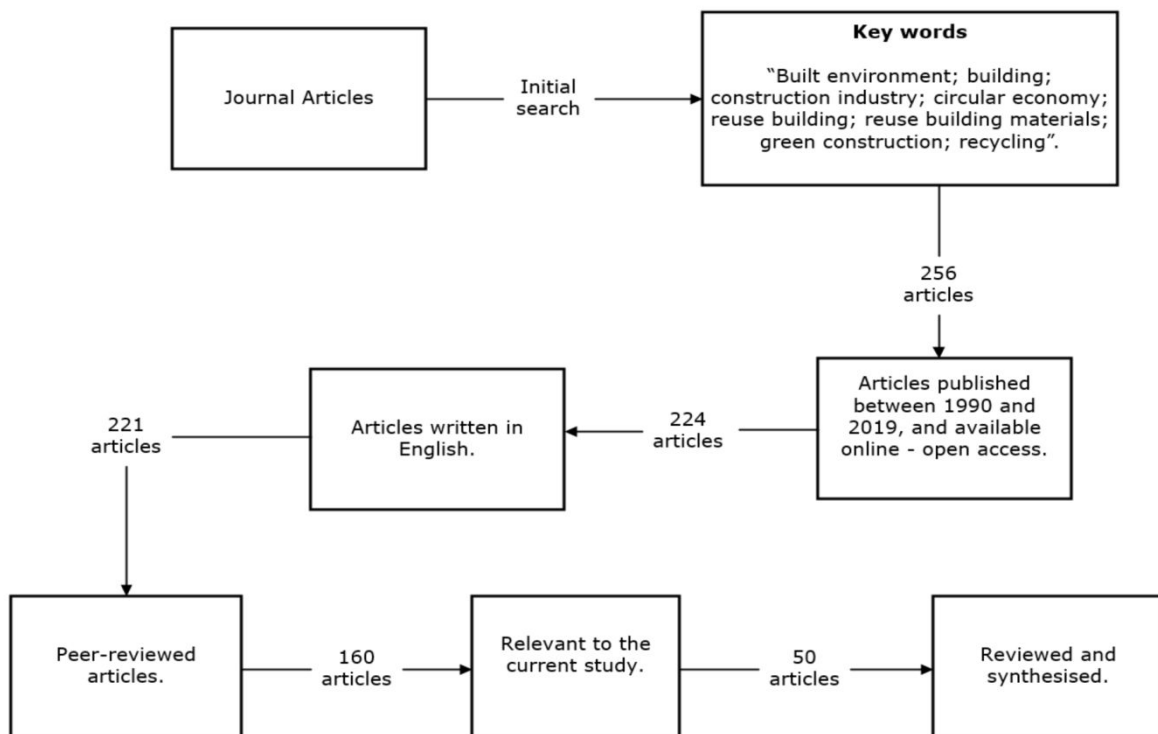 Journal Articles
Initial
search
Key words
“Built environment; building;
construction industry; circular economy;
reuse building; reuse building materials;
green construction; recycling”.
256
articles
Articles published
between 1990 and
2019, and available
online - open access.
224
articles
Articles written in
English.
221
articles
Peer-reviewed
articles.
160
articles
Relevant to the
current study.
50
articles
Reviewed and
synthesised.